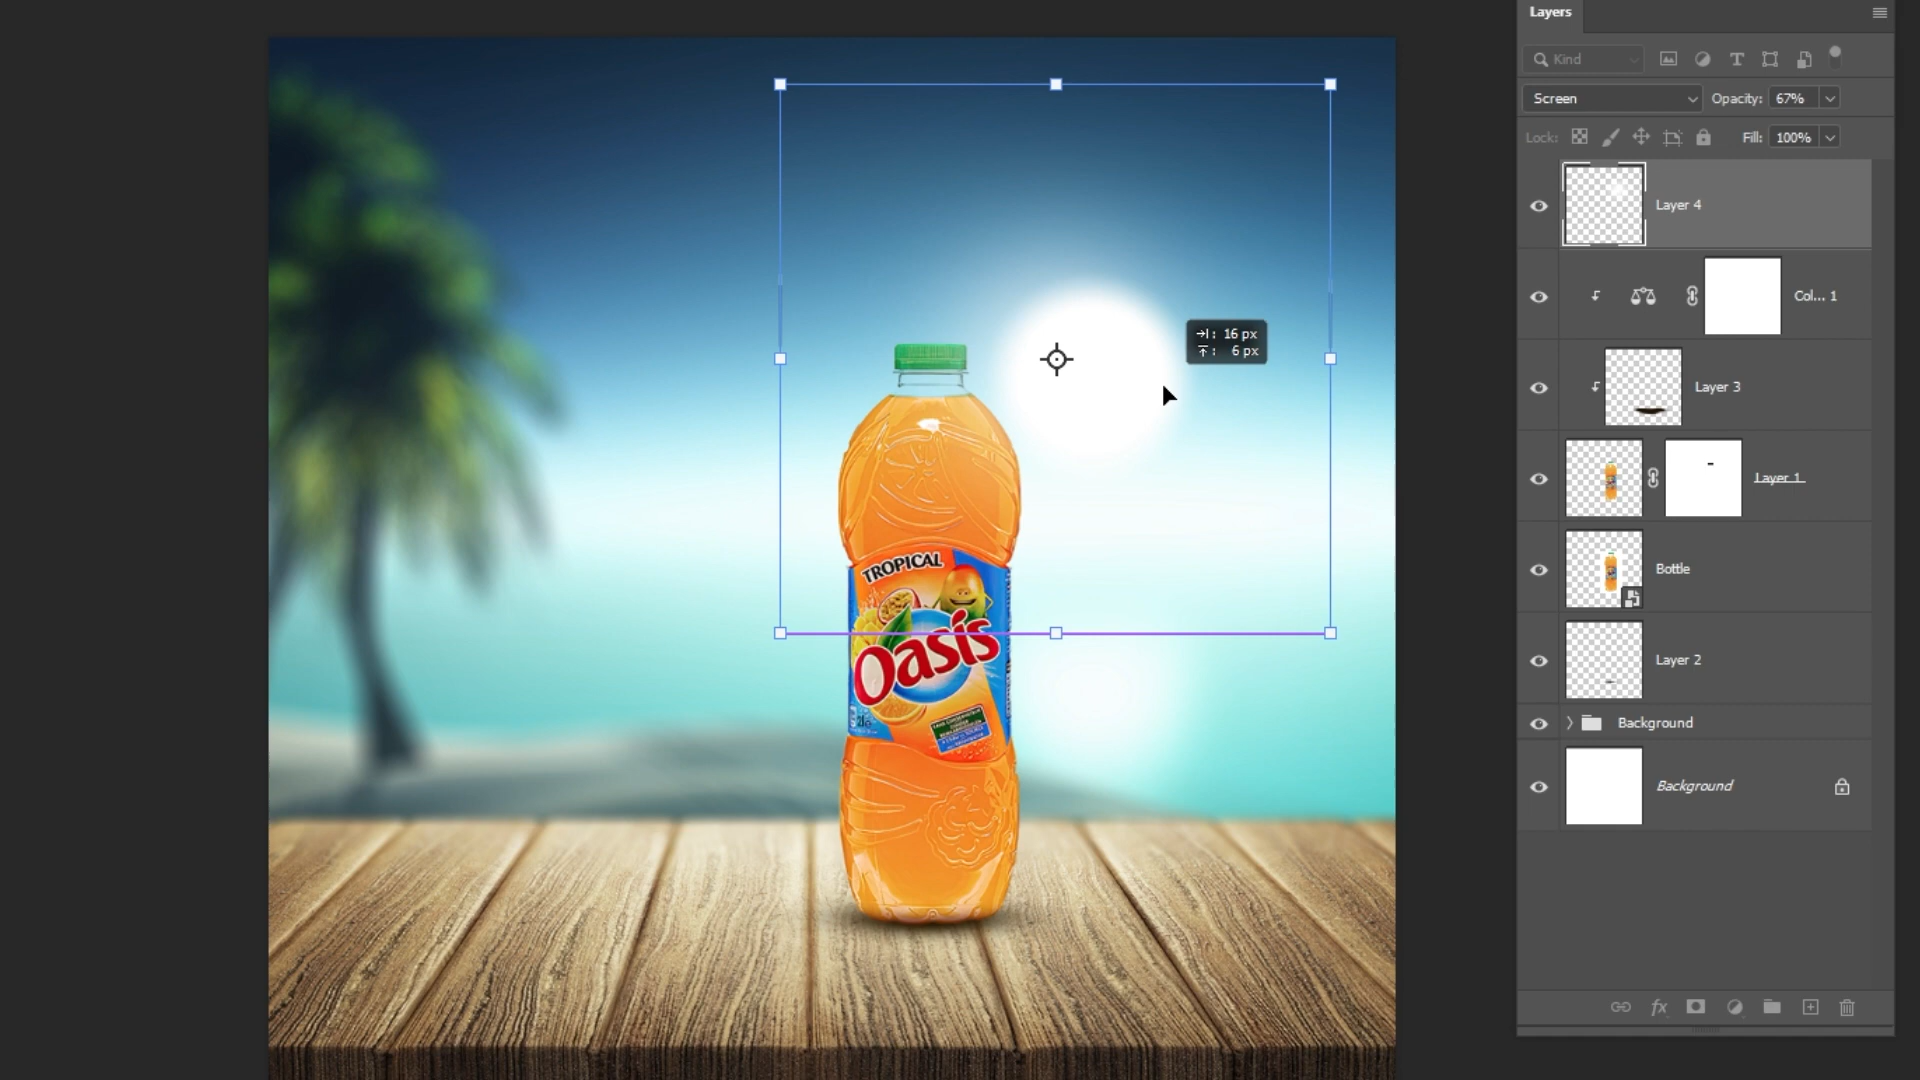 Layers
Kind
Screen
Opacity: 67%
Lock:
Fill: 100%
Layer 4
Col... 1
Layer 3
Layer 1
Bottle
Layer 2
Background
Background
→|: 16 px
6 px
TROPICAL
Oasis